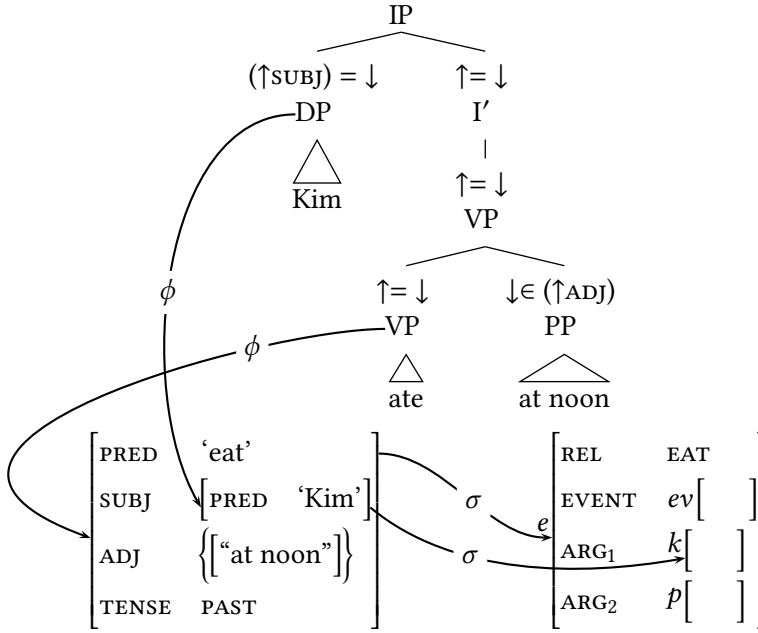 IP
(↑SUBJ) = ↓ ↑= ↓
DP I′
↑= ↓
Kim VP
ϕ ↑= ↓ ↓∈ (↑ADJ)
VP PP
ϕ
ate at noon
PRED ‘eat’ REL EAT
SUBJ [PRED ‘Kim’] σ EVENT ev[ ]
e
ADJ {[“at noon”]} σ ARG₁ k[ ]
TENSE PAST ARG₂ p[ ]